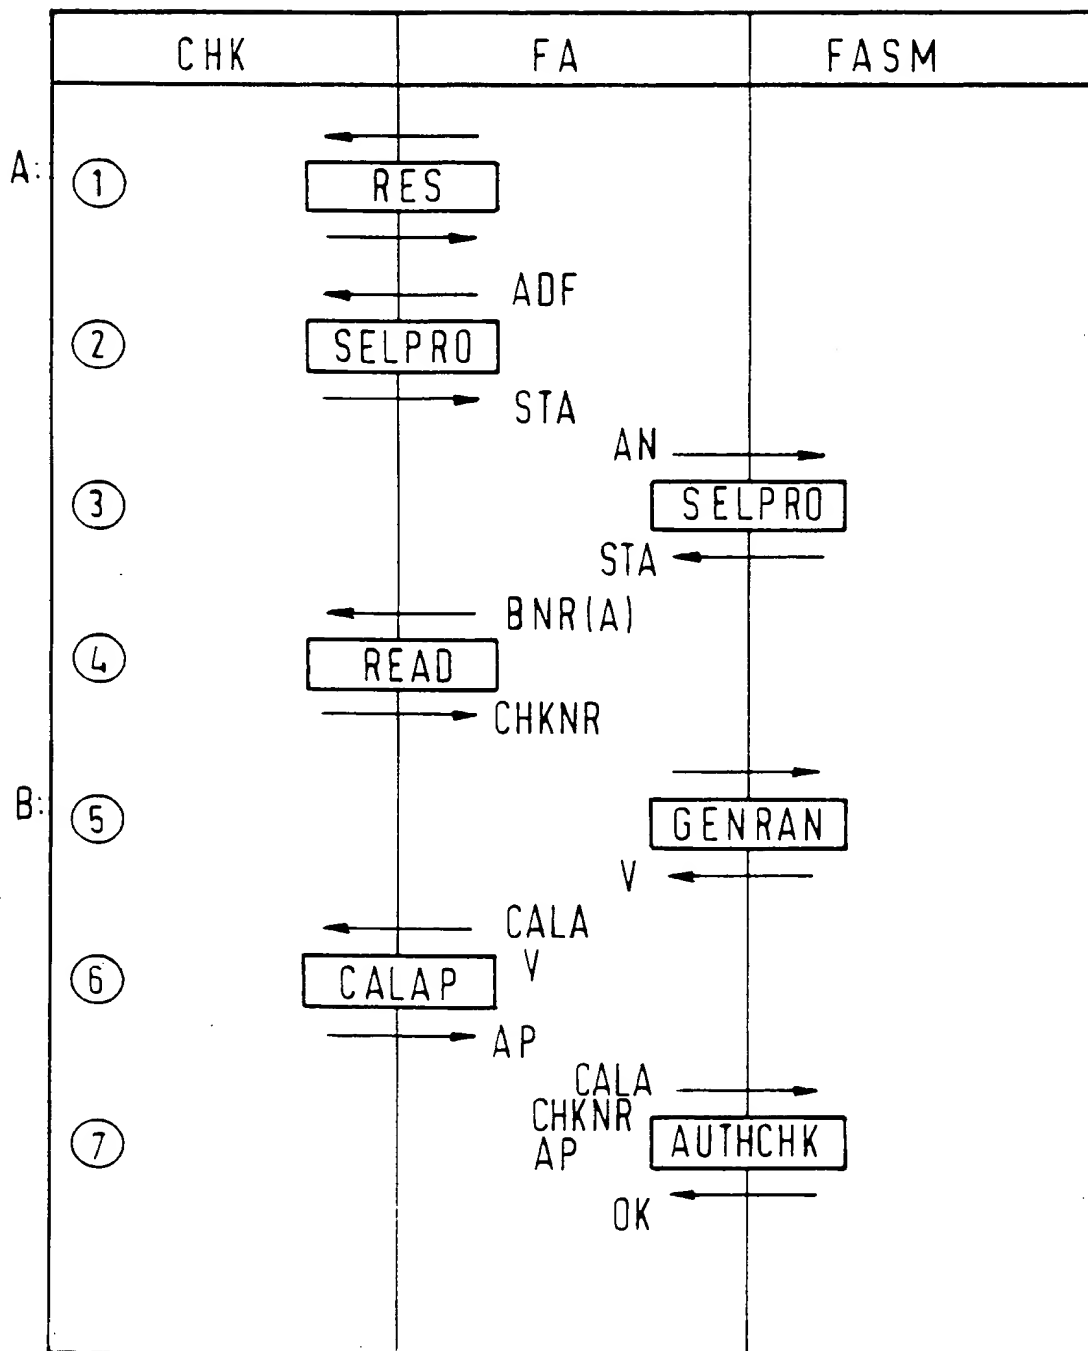 CHK FA FASM
A: 1 RES
ADF
2 SELPRO
STA
AN
3 SELPRO
STA
BNR(A)
4 READ
CHKNR
B: 5 GENRAN
V
CALA
V
6 CALAP
AP
CALA
CHKNR
AP
7 AUTHCHK
OK